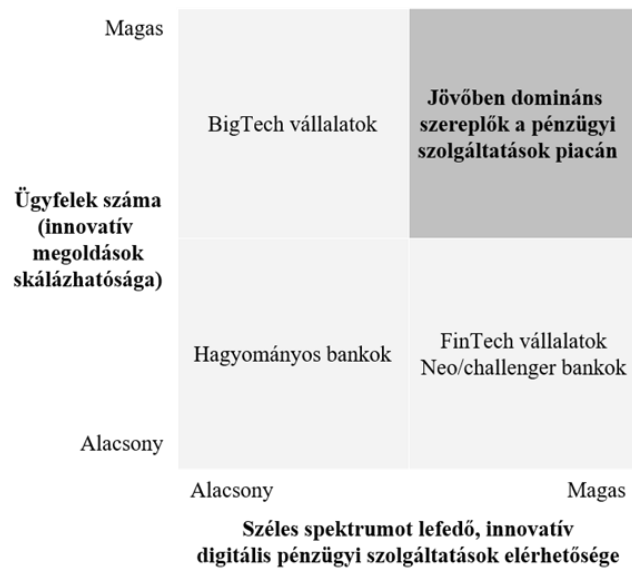 Magas
BigTech vállalatok
Jövőben domináns
szereplők a pénzügyi
szolgáltatások piacán
Ügyfelek száma
(innovatív
megoldások
skálázhatósága)
Hagyományos bankok
FinTech vállalatok
Neo/challenger bankok
Alacsony
Alacsony
Magas
Széles spektrumot lefedő, innovatív
digitális pénzügyi szolgáltatások elérhetősége